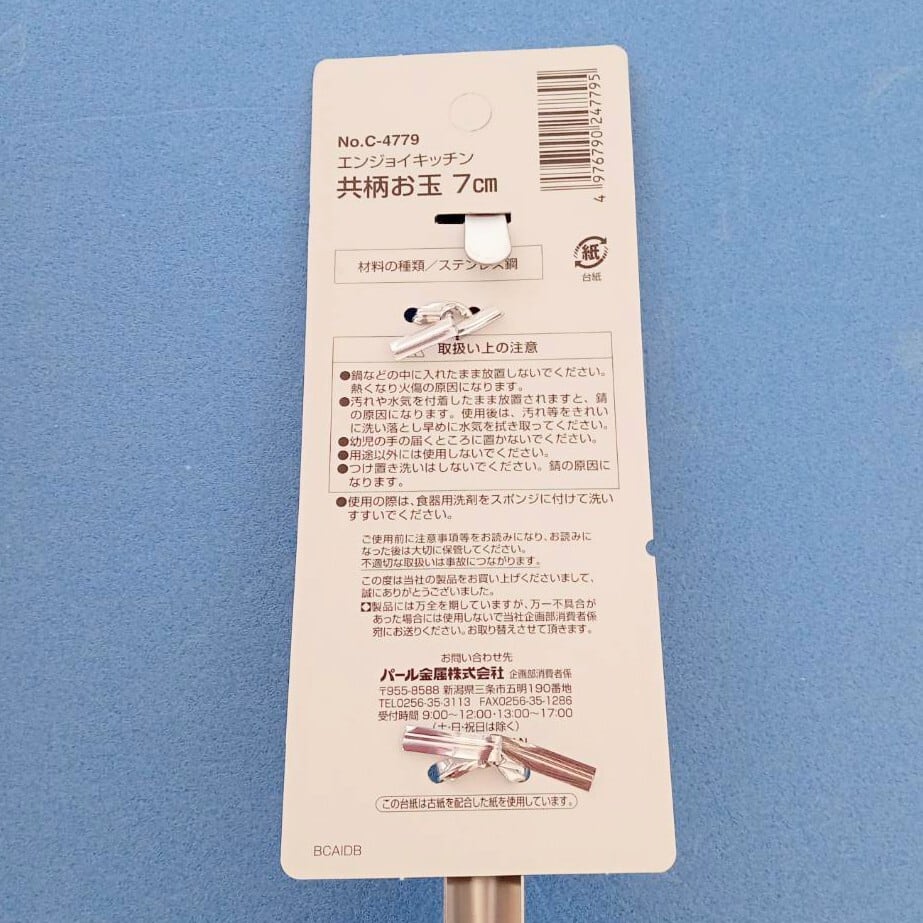 No.C-4779
エンジョイキッチン
共柄お玉 7cm
4 976790 247795
紙
台紙
材料の種類／ステンレス鋼
取扱い上の注意
●鍋などの中に入れたまま放置しないでください。
熱くなり火傷の原因になります。
●汚れや水気を付着したまま放置されますと、錆
の原因になります。使用後は、汚れ等をきれい
に洗い落とし早めに水気を拭き取ってください。
●幼児の手の届くところに置かないでください。
●用途以外には使用しないでください。
●つけ置き洗いはしないでください。錆の原因に
なります。
●使用の際は、食器用洗剤をスポンジに付けて洗い
すすいでください。
ご使用前に注意事項等をお読みになり、お読みに
なった後は大切に保管してください。
不適切な取扱いは事故につながります。
この度は当社の製品をお買い上げくださいまして、
誠にありがとうございました。
製品には万全を期していますが、万一不具合が
あった場合には使用しないで当社企画部消費者係
宛にお送りください。お取り替えさせて頂きます。
お問い合わせ先
パール金属株式会社 企画部消費者係
〒955-8588 新潟県三条市五明190番地
TEL0256-35-3113 FAX0256-35-1286
受付時間 9:00～12:00・13:00～17:00
(土・日・祝日は除く)
この台紙は古紙を配合した紙を使用しています。
BCAIDB